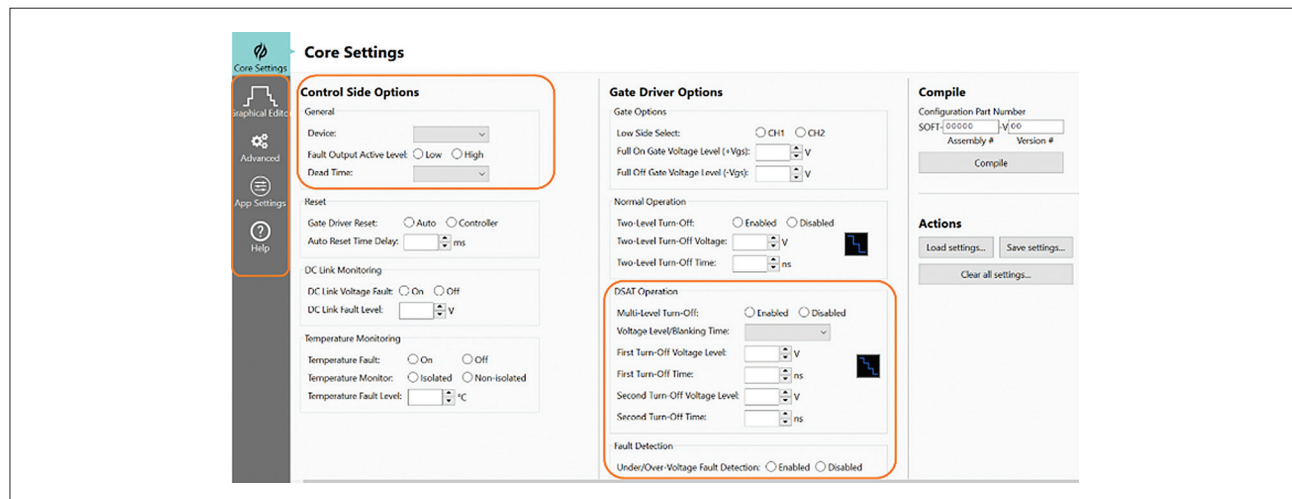 Core Settings
Graphical Edito
Advanced
App Settings
Help
Core Settings
Control Side Options
General
Device:
Fault Output Active Level: Low High
Dead Time:
Reset
Gate Driver Reset: Auto Controller
Auto Reset Time Delay: ms
DC Link Monitoring
DC Link Voltage Fault: On Off
DC Link Fault Level: V
Temperature Monitoring
Temperature Fault: On Off
Temperature Monitor: Isolated Non-isolated
Temperature Fault Level: °C
Gate Driver Options
Gate Options
Low Side Select: CH1 CH2
Full On Gate Voltage Level (+Vgs): V
Full Off Gate Voltage Level (-Vgs): V
Normal Operation
Two-Level Turn-Off: Enabled Disabled
Two-Level Turn-Off Voltage: V
Two-Level Turn-Off Time: ns
DSAT Operation
Multi-Level Turn-Off: Enabled Disabled
Voltage Level/Blanking Time:
First Turn-Off Voltage Level: V
First Turn-Off Time: ns
Second Turn-Off Voltage Level: V
Second Turn-Off Time: ns
Fault Detection
Under/Over-Voltage Fault Detection: Enabled Disabled
Compile
Configuration Part Number
SOFT- 00000 -V 00
Assembly # Version #
Compile
Actions
Load settings... Save settings...
Clear all settings...